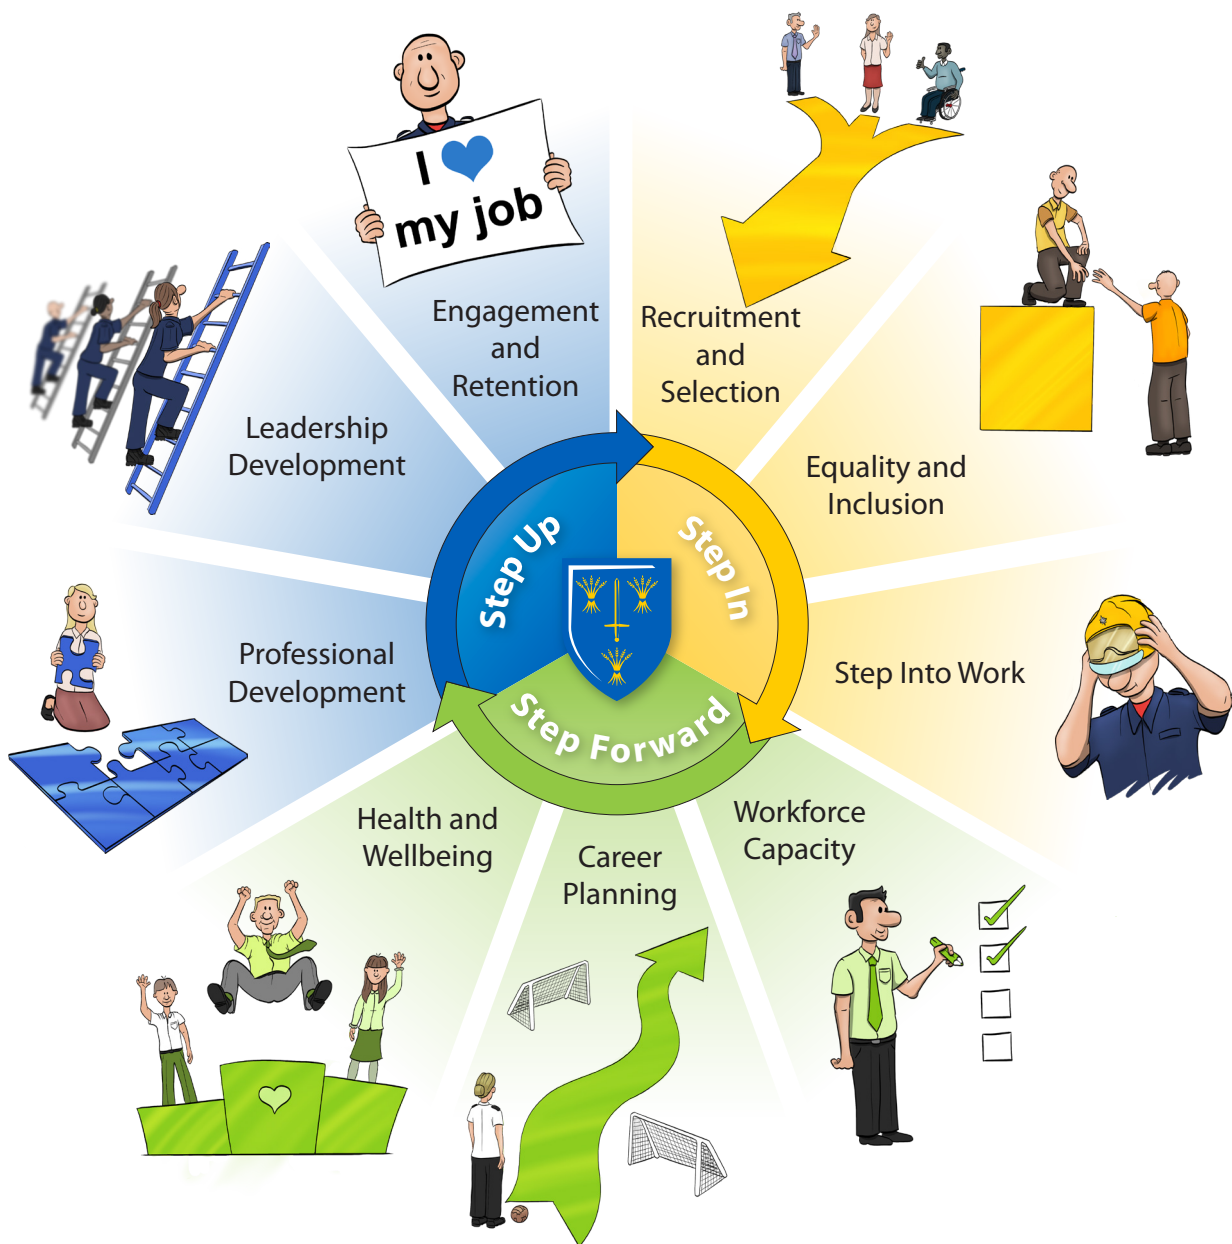 I
my job
Engagement
and
Retention
Recruitment
and
Selection
Leadership
Development
Equality and
Inclusion
Step Up
Step In
Step Forward
Professional
Development
Step Into Work
Health and
Wellbeing
Career
Planning
Workforce
Capacity